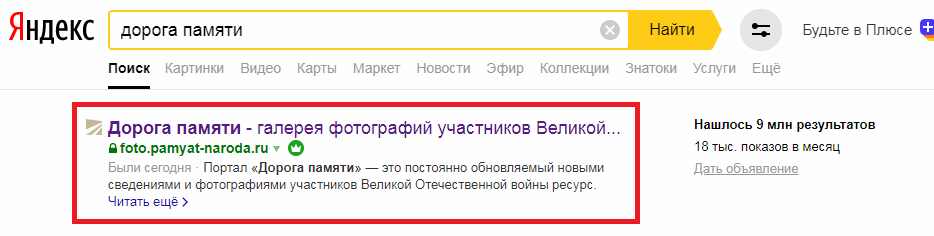 Яндекс
дорога памяти
Найти
Будьте в Плюсе
Поиск Картинки Видео Карты Маркет Новости Эфир Коллекции Знатоки Услуги Ещё
Дорога памяти - галерея фотографий участников Великой...
foto.pamyat-naroda.ru
Были сегодня · Портал «Дорога памяти» — это постоянно обновляемый новыми
сведениями и фотографиями участников Великой Отечественной войны ресурс.
Читать ещё >
Нашлось 9 млн результатов
18 тыс. показов в месяц
Дать объявление